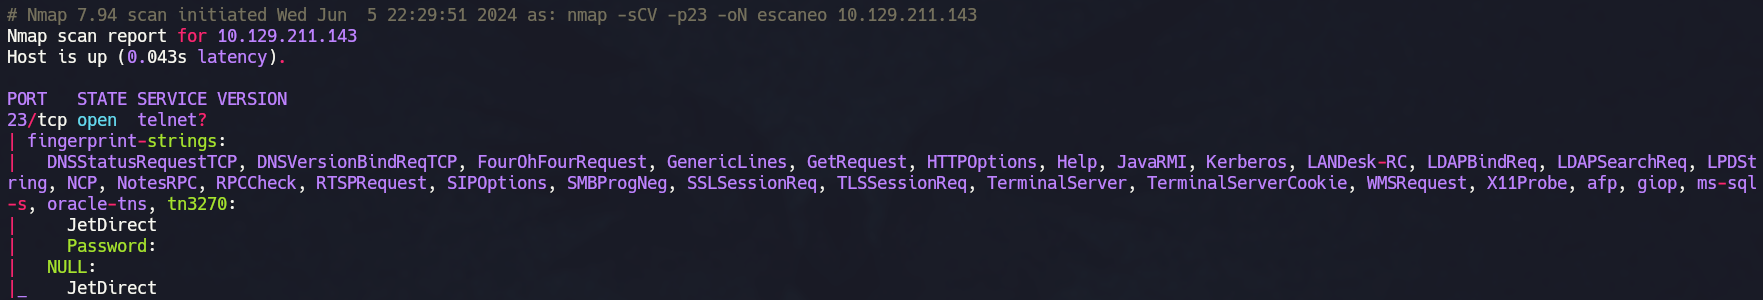 # Nmap 7.94 scan initiated Wed Jun  5 22:29:51 2024 as: nmap -sCV -p23 -oN escaneo 10.129.211.143
Nmap scan report for 10.129.211.143
Host is up (0.043s latency).

PORT   STATE SERVICE VERSION
23/tcp open  telnet?
| fingerprint-strings:
|   DNSStatusRequestTCP, DNSVersionBindReqTCP, FourOhFourRequest, GenericLines, GetRequest, HTTPOptions, Help, JavaRMI, Kerberos, LANDesk-RC, LDAPBindReq, LDAPSearchReq, LPDSt
ring, NCP, NotesRPC, RPCCheck, RTSPRequest, SIPOptions, SMBProgNeg, SSLSessionReq, TLSSessionReq, TerminalServer, TerminalServerCookie, WMSRequest, X11Probe, afp, giop, ms-sql
-s, oracle-tns, tn3270:
|     JetDirect
|     Password:
|   NULL:
|_    JetDirect